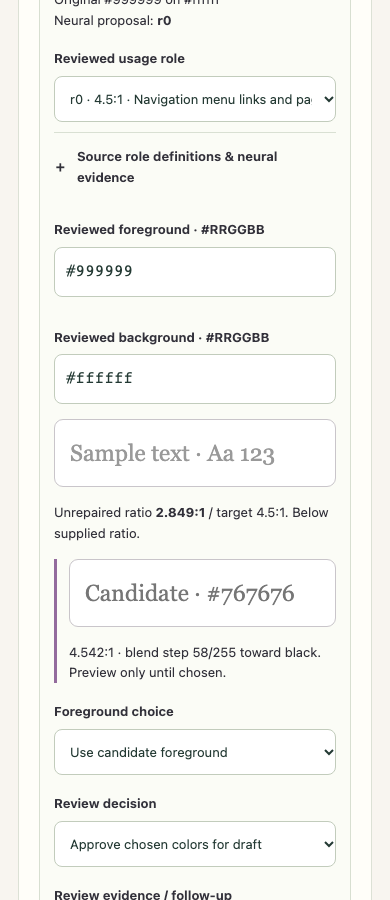 Neural proposal: r0
Reviewed usage role
r0 · 4.5:1 · Navigation menu links and pa
+ Source role definitions & neural
evidence
Reviewed foreground · #RRGGBB
#999999
Reviewed background · #RRGGBB
#ffffff
Sample text · Aa 123
Unrepaired ratio 2.849:1 / target 4.5:1. Below
supplied ratio.
Candidate · #767676
4.542:1 · blend step 58/255 toward black.
Preview only until chosen.
Foreground choice
Use candidate foreground
Review decision
Approve chosen colors for draft
Review evidence / follow-up